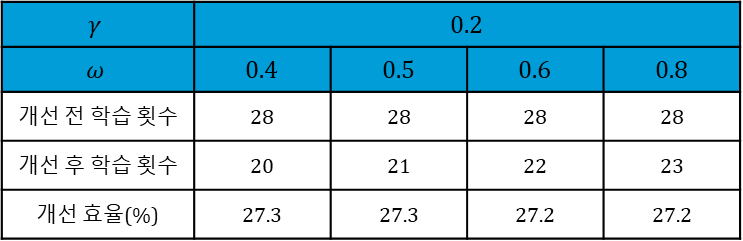 γ 0.2
ω 0.4 0.5 0.6 0.8
개선 전 학습 횟수 28 28 28 28
개선 후 학습 횟수 20 21 22 23
개선 효율(%) 27.3 27.3 27.2 27.2